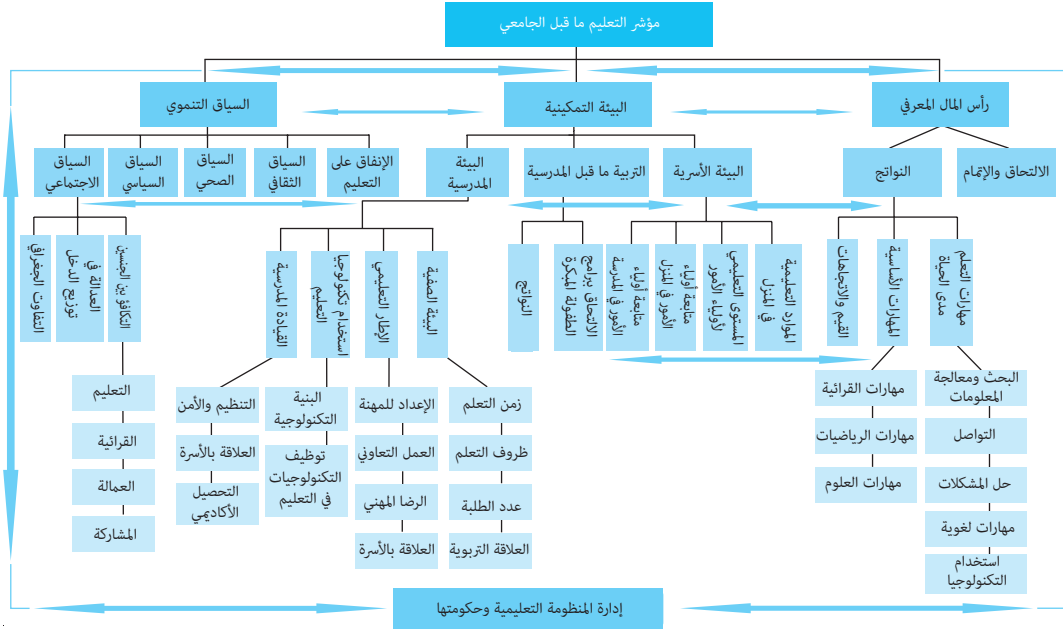 مؤشر التعليم ما قبل الجامعي
رأس المال المعرفي
البيئة التمكينية
السياق التنموي
الالتحاق والإتمام
النواتج
البيئة الأسرية
التربية ما قبل المدرسية
البيئة
المدرسية
الإنفاق على
التعليم
السياق
الثقافي
السياق
الصحي
السياق
السياسي
السياق
الاجتماعي
مهارات التعلم
مدى الحياة
المهارات الأساسية
القيم والاتجاهات
الموارد التعليمية
في المنزل
المستوى التعليمي
لأولياء الأمور
متابعة أولياء
الأمور في المنزل
متابعة أولياء
الأمور في المدرسة
الالتحاق ببرامج
الطفولة المبكرة
النواتج
البيئة الصفية
الإطار التعليمي
استخدام تكنولوجيا
التعليم
القيادة المدرسية
التكافؤ بين الجنسين
العدالة في
توزيع الدخل
التفاوت الجغرافي
البحث ومعالجة
المعلومات
التواصل
حل المشكلات
مهارات لغوية
استخدام
التكنولوجيا
مهارات القرائية
مهارات الرياضيات
مهارات العلوم
زمن التعلم
ظروف التعلم
عدد الطلبة
العلاقة التربوية
الإعداد للمهنة
العمل التعاوني
الرضا المهني
العلاقة بالأسرة
البنية
التكنولوجية
توظيف
التكنولوجيات
في التعليم
التنظيم والأمن
العلاقة بالأسرة
التحصيل
الأكاديمي
التعليم
القرائية
العمالة
المشاركة
إدارة المنظومة التعليمية وحكومتها